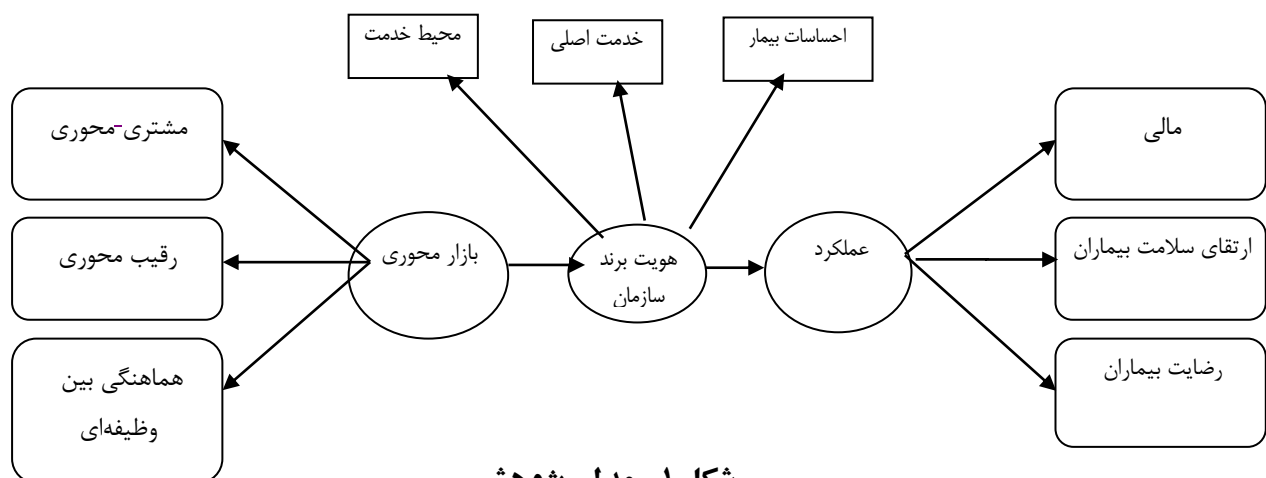 محیط خدمت
خدمت اصلی
احساسات بیمار
مشتری-محوری
رقیب محوری
هماهنگی بین
وظیفه‌ای
بازار محوری
هویت برند
سازمان
عملکرد
مالی
ارتقای سلامت بیماران
رضایت بیماران